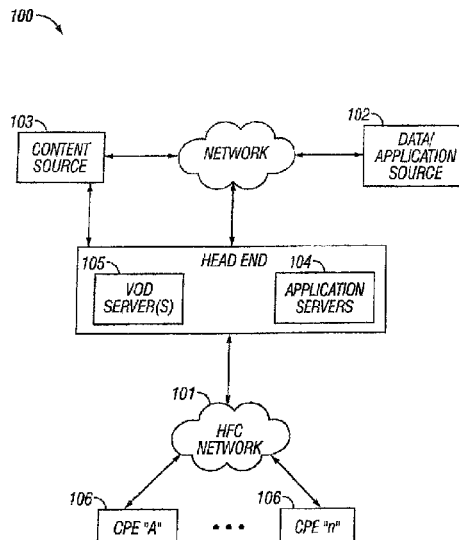 100
103
CONTENT
SOURCE
NETWORK
102
DATA/
APPLICATION
SOURCE
HEAD END
105
VOD
SERVER(S)
104
APPLICATION
SERVERS
101
HFC
NETWORK
106
CPE "A"
• • •
106
CPE "n"